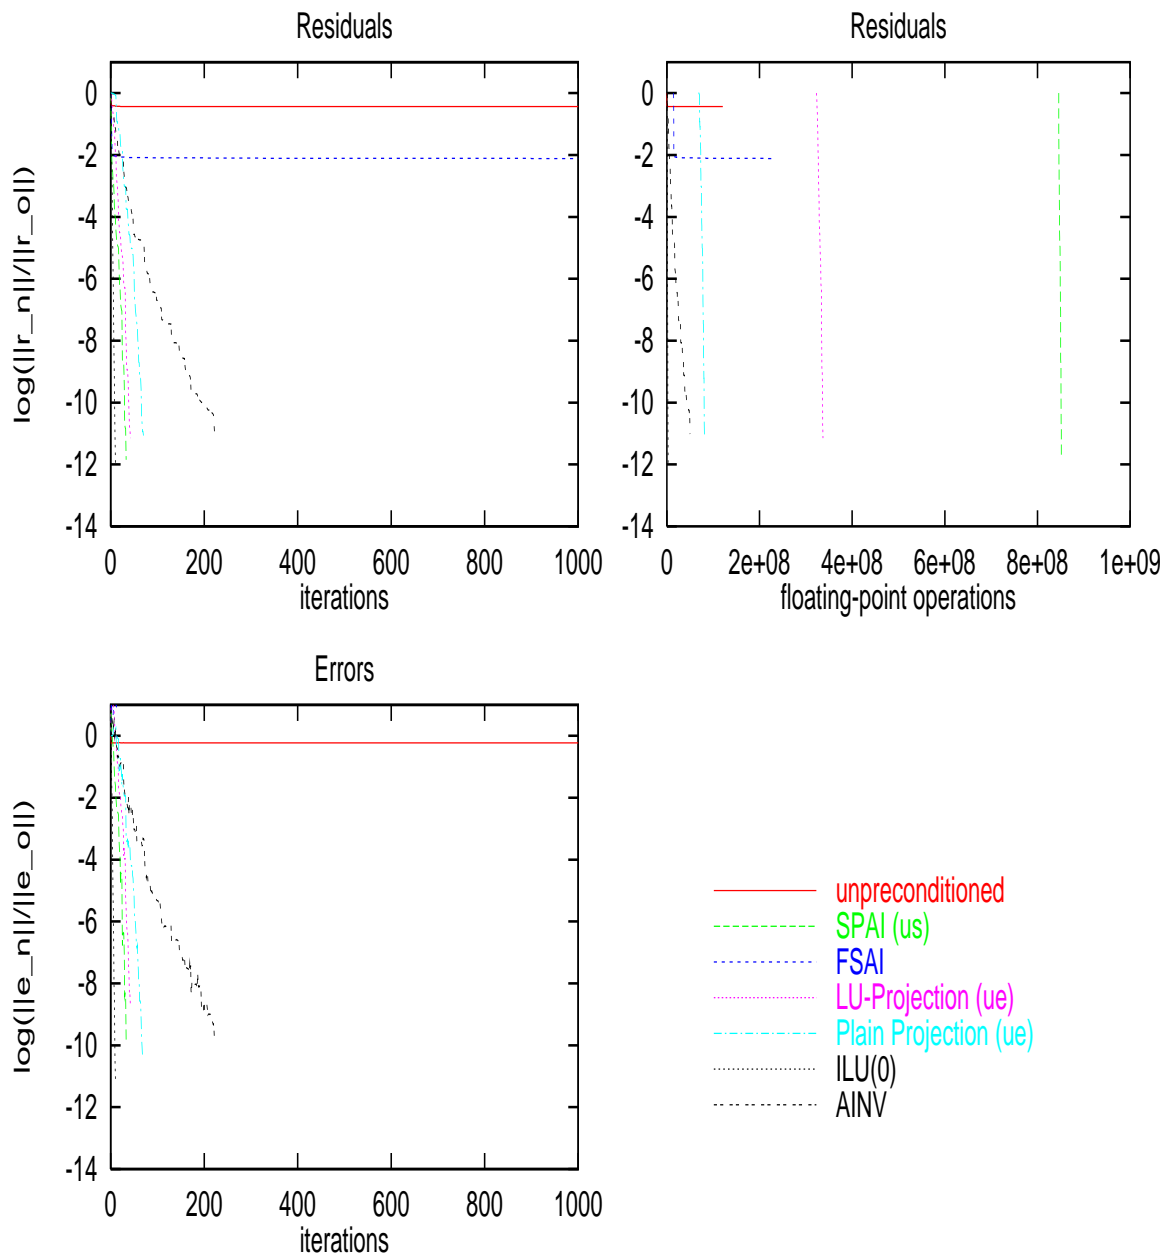 Residuals
0
-2
-4
-6
-8
-10
-12
-14
log(||r_n||/||r_o||)
0 200 400 600 800 1000
iterations
Residuals
0
-2
-4
-6
-8
-10
-12
-14
0 2e+08 4e+08 6e+08 8e+08 1e+09
floating-point operations
Errors
0
-2
-4
-6
-8
-10
-12
-14
log(||e_n||/||e_o||)
0 200 400 600 800 1000
iterations
unpreconditioned
SPAI (us)
FSAI
LU-Projection (ue)
Plain Projection (ue)
ILU(0)
AINV